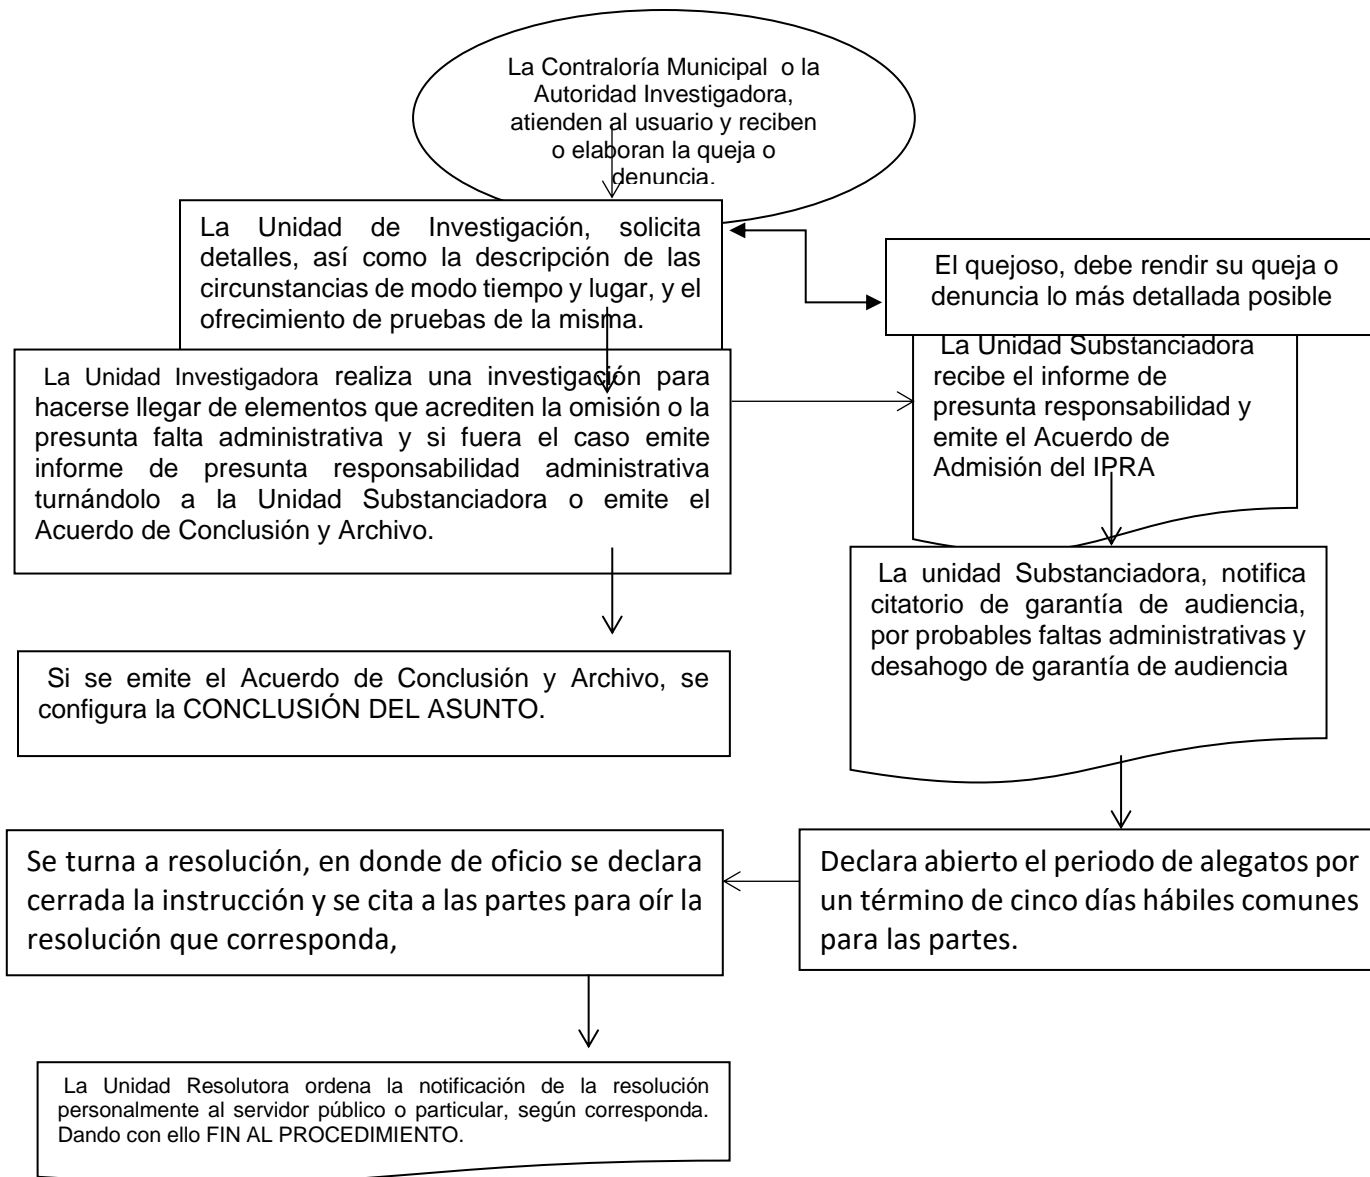 La Contraloría Municipal o la
Autoridad Investigadora,
atienden al usuario y reciben
o elaboran la queja o
denuncia.
La Unidad de Investigación, solicita
detalles, así como la descripción de las
circunstancias de modo tiempo y lugar, y el
ofrecimiento de pruebas de la misma.
El quejoso, debe rendir su queja o
denuncia lo más detallada posible
La Unidad Investigadora realiza una investigación para
hacerse llegar de elementos que acrediten la omisión o la
presunta falta administrativa y si fuera el caso emite
informe de presunta responsabilidad administrativa
turnándolo a la Unidad Substanciadora o emite el
Acuerdo de Conclusión y Archivo.
La Unidad Substanciadora
recibe el informe de
presunta responsabilidad y
emite el Acuerdo de
Admisión del IPRA
La unidad Substanciadora, notifica
citatorio de garantía de audiencia,
por probables faltas administrativas y
desahogo de garantía de audiencia
Si se emite el Acuerdo de Conclusión y Archivo, se
configura la CONCLUSIÓN DEL ASUNTO.
Declara abierto el periodo de alegatos por
un término de cinco días hábiles comunes
para las partes.
Se turna a resolución, en donde de oficio se declara
cerrada la instrucción y se cita a las partes para oír la
resolución que corresponda,
La Unidad Resolutora ordena la notificación de la resolución
personalmente al servidor público o particular, según corresponda.
Dando con ello FIN AL PROCEDIMIENTO.